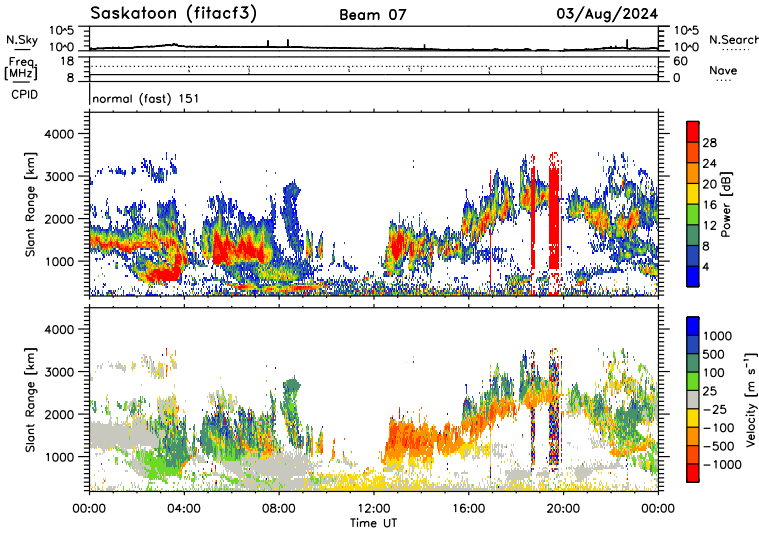 Saskatoon (fitacf3) Beam 07 03/Aug/2024
N.Sky 10^5 10^0 10^5 10^0 N.Search
Freq. [MHz] 18 8 60 0 Nave
CPID normal (fast) 151
Slant Range [km] 4000 3000 2000 1000
28 24 20 16 12 8 4 Power [dB]
Slant Range [km] 4000 3000 2000 1000
1000 500 100 25 -25 -100 -500 -1000 Velocity [m s⁻¹]
00:00 04:00 08:00 12:00 16:00 20:00 00:00
Time UT